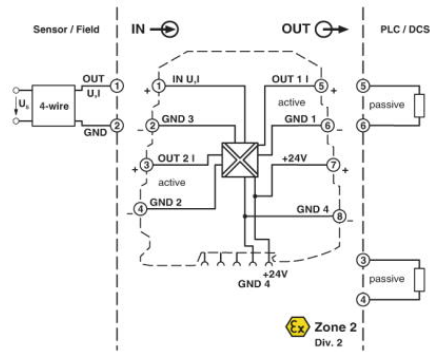 Sensor / Field IN OUT PLC / DCS
OUT
U,I
1
1
+
IN U,I
OUT 1 I
5
+
5
Us
4-wire
active
passive
GND
2
2
–
GND 3
GND 1
6
–
6
3
+
OUT 2 I
+24V
7
+
active
4
–
GND 2
GND 4
8
–
+24V
GND 4
3
passive
4
Ex
Zone 2
Div. 2